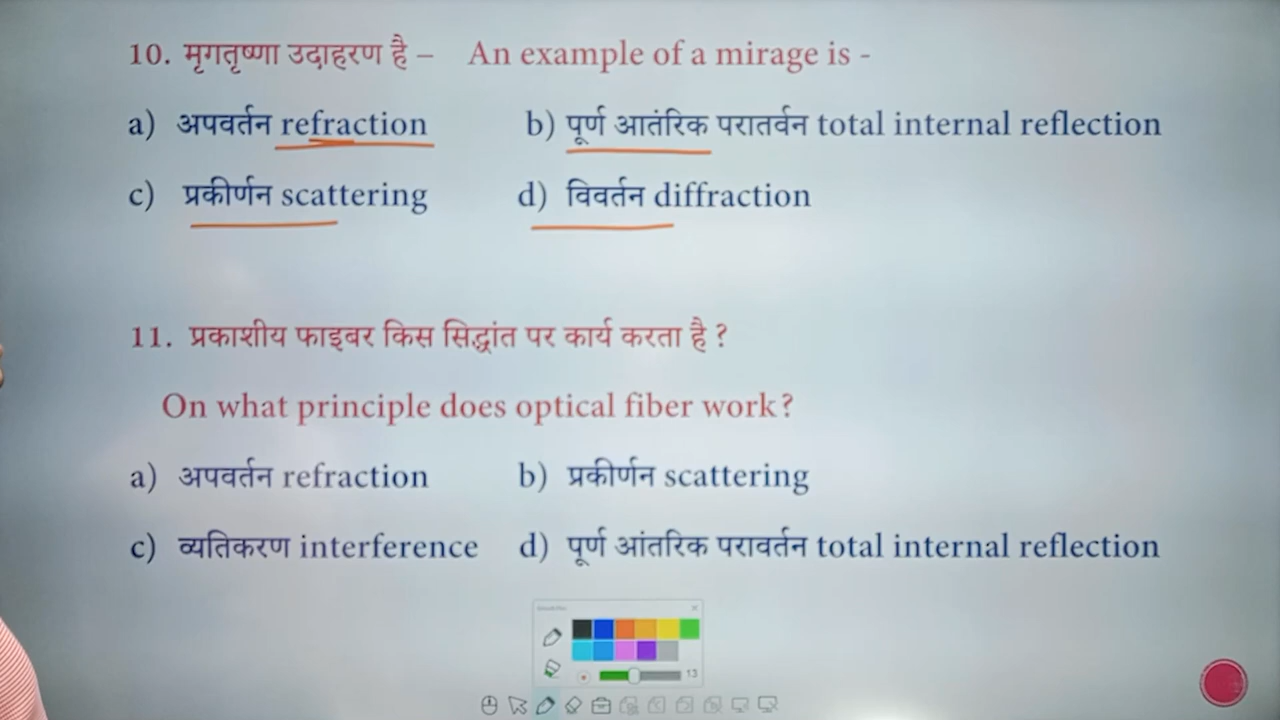 10. मृगतृष्णा उदाहरण है – An example of a mirage is -
a) अपवर्तन refraction b) पूर्ण आतंरिक परातर्वन total internal reflection
c) प्रकीर्णन scattering d) विवर्तन diffraction
11. प्रकाशीय फाइबर किस सिद्धांत पर कार्य करता है ?
On what principle does optical fiber work?
a) अपवर्तन refraction b) प्रकीर्णन scattering
c) व्यतिकरण interference d) पूर्ण आंतरिक परावर्तन total internal reflection
13